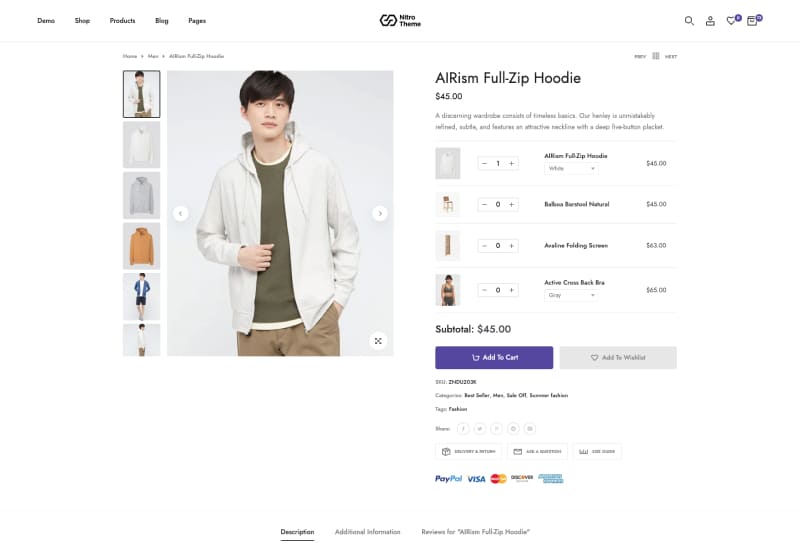 Demo Shop Products Blog Pages
Nitro
Theme
0 19
Home > Men > AIRism Full-Zip Hoodie
PREV NEXT
AIRism Full-Zip Hoodie
$45.00
A discerning wardrobe consists of timeless basics. Our henley is unmistakably
refined, subtle, and features an attractive neckline with a deep five-button placket.
− 1 + AIRism Full-Zip Hoodie $45.00
White
− 0 + Balboa Barstool Natural $45.00
− 0 + Avaline Folding Screen $63.00
− 0 + Active Cross Back Bra $65.00
Gray
Subtotal: $45.00
Add To Cart Add To Wishlist
SKU: ZNDU203K
Categories: Best Seller, Men, Sale Off, Summer fashion
Tags: Fashion
Share:
DELIVERY & RETURN ASK A QUESTION SIZE GUIDE
PayPal VISA MasterCard DISCOVER AMERICAN EXPRESS
Description Additional Information Reviews for "AIRism Full-Zip Hoodie"